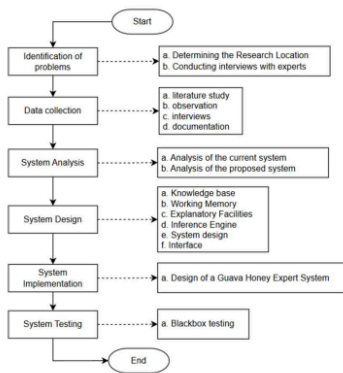 Start
Identification of
problems
a. Determining the Research Location
b. Conducting interviews with experts
Data collection
a. literature study
b. observation
c. interviews
d. documentation
System Analysis
a. Analysis of the current system
b. Analysis of the proposed system
System Design
a. Knowledge base
b. Working Memory
c. Explanatory Facilities
d. Inference Engine
e. System design
f. Interface
System
Implementation
a. Design of a Guava Honey Expert System
System Testing
a. Blackbox testing
End